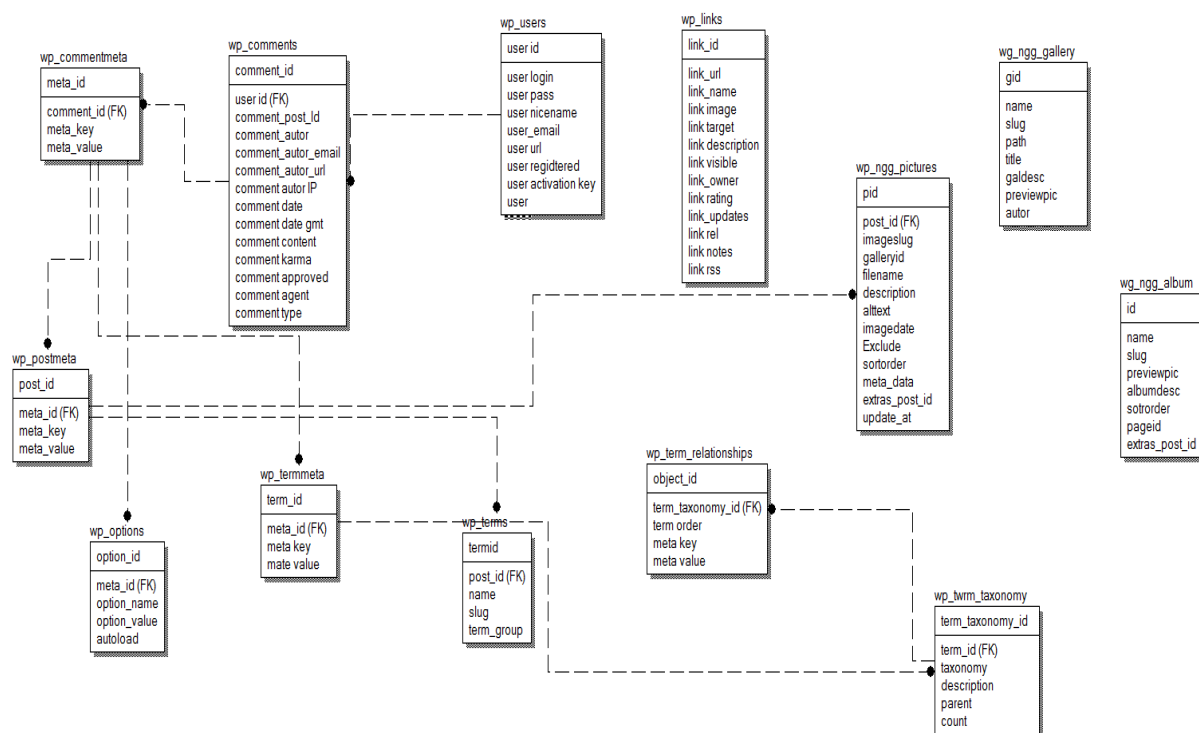 wp_commentmeta
meta_id
comment_id (FK)
meta_key
meta_value
wp_comments
comment_id
user id (FK)
comment_post_Id
comment_autor
comment_autor_email
comment_autor_url
comment autor IP
comment date
comment date gmt
comment content
comment karma
comment approved
comment agent
comment type
wp_users
user id
user login
user pass
user nicename
user_email
user url
user regidtered
user activation key
user
wp_links
link_id
link_url
link_name
link image
link target
link description
link visible
link_owner
link rating
link_updates
link rel
link notes
link rss
wp_ngg_pictures
pid
post_id (FK)
imageslug
galleryid
filename
description
alttext
imagedate
Exclude
sortorder
meta_data
extras_post_id
update_at
wg_ngg_gallery
gid
name
slug
path
title
galdesc
previewpic
autor
wg_ngg_album
id
name
slug
previewpic
albumdesc
sotrorder
pageid
extras_post_id
wp_postmeta
post_id
meta_id (FK)
meta_key
meta_value
wp_options
option_id
meta_id (FK)
option_name
option_value
autoload
wp_termmeta
term_id
meta_id (FK)
meta key
mate value
wp_terms
termid
post_id (FK)
name
slug
term_group
wp_term_relationships
object_id
term_taxonomy_id (FK)
term order
meta key
meta value
wp_twrm_taxonomy
term_taxonomy_id
term_id (FK)
taxonomy
description
parent
count